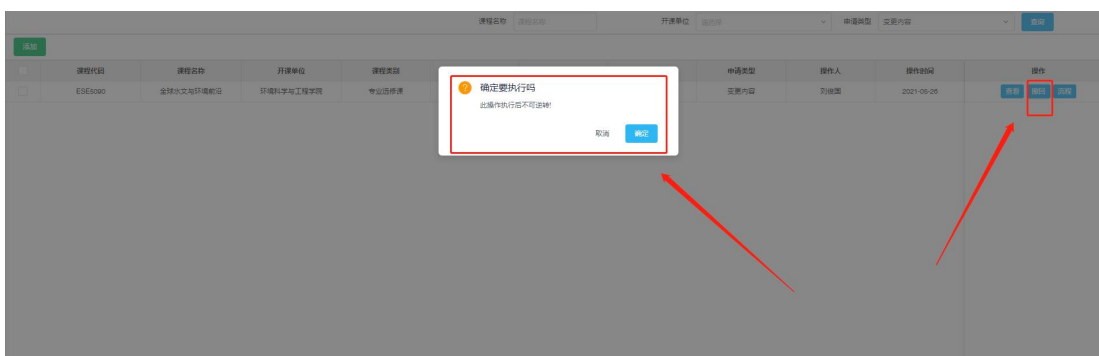 课程名称 课程名称 开课单位 请选择 申请类型 变更内容 查询
添加
课程代码 课程名称 开课单位 课程类别 申请类型 操作人 操作时间 操作
ESE5090 全球水文与环境前沿 环境科学与工程学院 专业选修课 变更内容 刘俊国 2021-05-28 查看 撤回 流程
确定要执行吗
此操作执行后不可逆转!
取消 确定